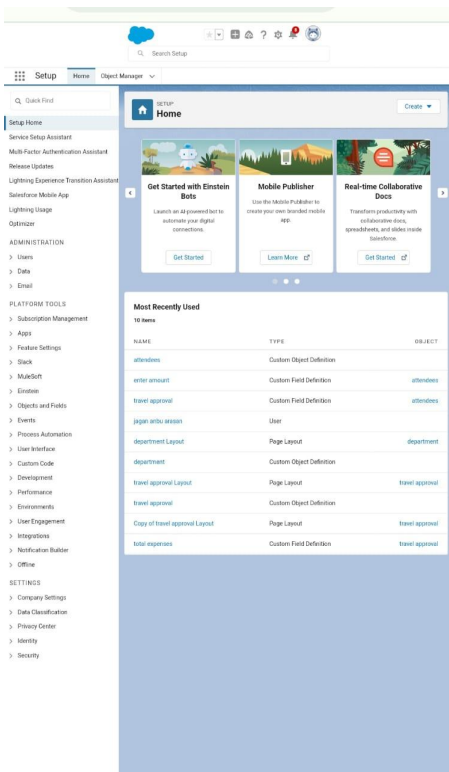 Search Setup
Setup Home Object Manager
Quick Find
Setup Home
Service Setup Assistant
Multi-Factor Authentication Assistant
Release Updates
Lightning Experience Transition Assistant
Salesforce Mobile App
Lightning Usage
Optimizer
ADMINISTRATION
Users
Data
Email
PLATFORM TOOLS
Subscription Management
Apps
Feature Settings
Slack
MuleSoft
Einstein
Objects and Fields
Events
Process Automation
User Interface
Custom Code
Development
Performance
Environments
User Engagement
Integrations
Notification Builder
Offline
SETTINGS
Company Settings
Data Classification
Privacy Center
Identity
Security
SETUP
Home
Create
Get Started with Einstein
Bots
Launch an AI-powered bot to
automate your digital
connections.
Get Started
Mobile Publisher
Use the Mobile Publisher to
create your own branded mobile
app.
Learn More
Real-time Collaborative
Docs
Transform productivity with
collaborative docs,
spreadsheets, and slides inside
Salesforce.
Get Started
Most Recently Used
10 items
NAME TYPE OBJECT
attendees Custom Object Definition
enter amount Custom Field Definition attendees
travel approval Custom Field Definition attendees
jagan anbu arasan User
department Layout Page Layout department
department Custom Object Definition
travel approval Layout Page Layout travel approval
travel approval Custom Object Definition
Copy of travel approval Layout Page Layout travel approval
total expenses Custom Field Definition travel approval